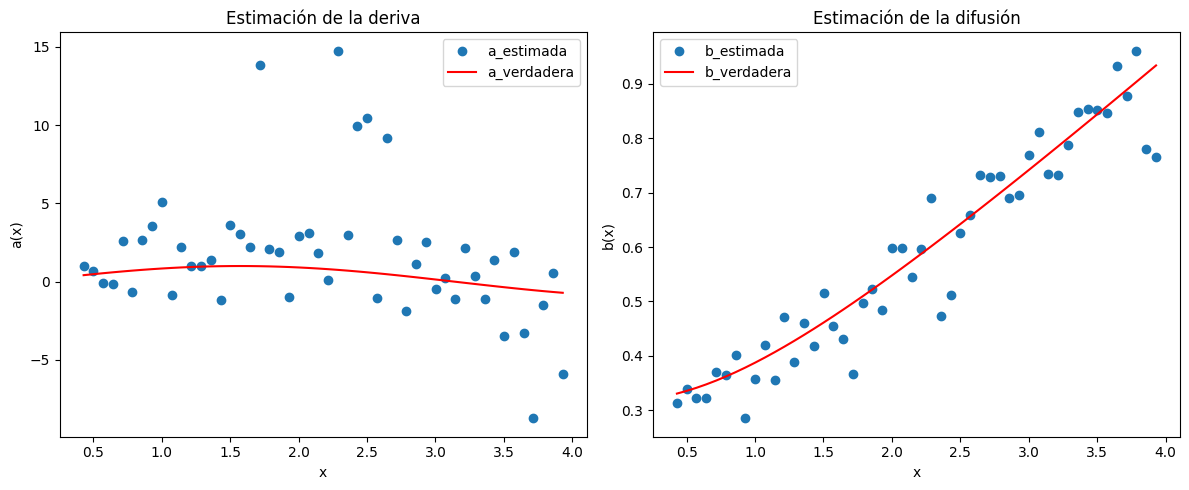 Estimación de la deriva
a_estimada
a_verdadera
a(x)
15
10
5
0
−5
0.5 1.0 1.5 2.0 2.5 3.0 3.5 4.0
x
Estimación de la difusión
b_estimada
b_verdadera
b(x)
0.9
0.8
0.7
0.6
0.5
0.4
0.3
0.5 1.0 1.5 2.0 2.5 3.0 3.5 4.0
x